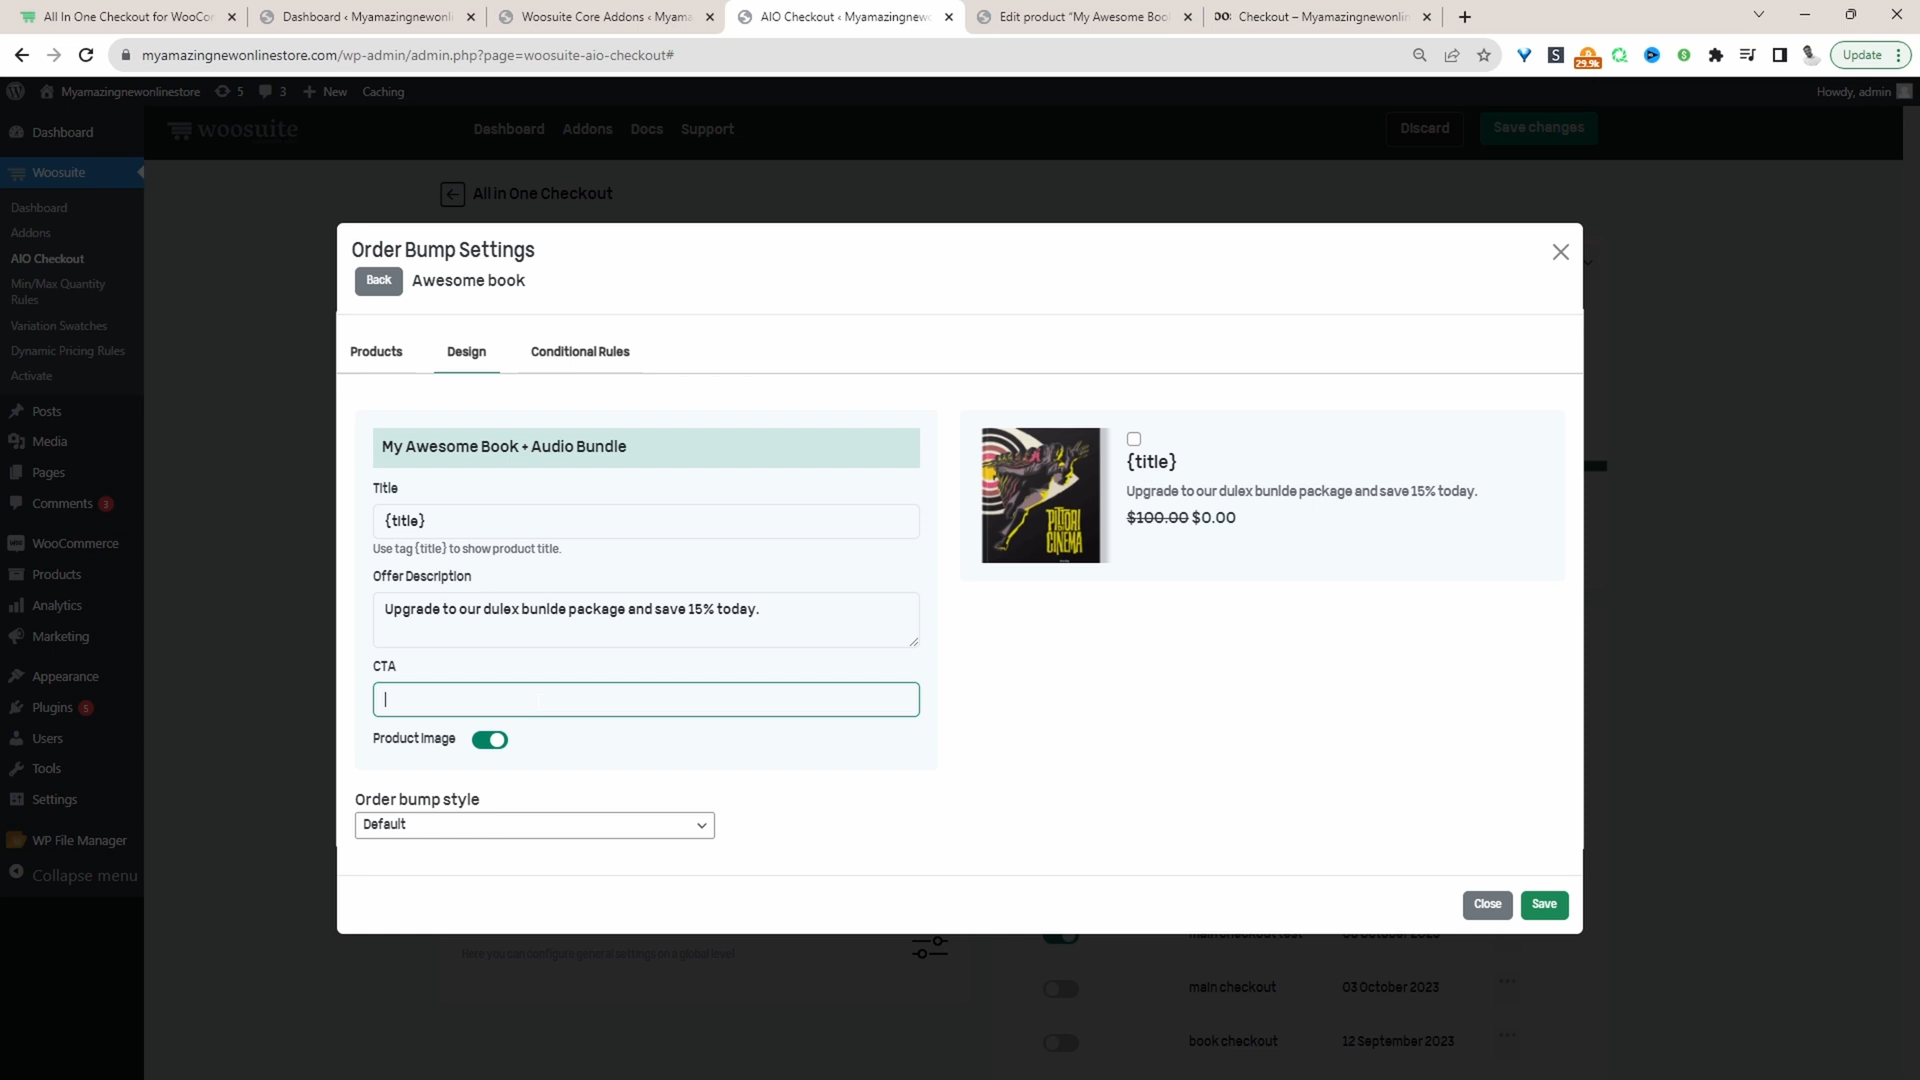 All In One Checkout for WooCor
Dashboard ‹ Myamazingnewonli
Woosuite Core Addons ‹ Myama
AIO Checkout ‹ Myamazingnew
Edit product "My Awesome Boo
Checkout – Myamazingnewonlin
myamazingnewonlinestore.com/wp-admin/admin.php?page=woosuite-aio-checkout#
29.9k
Update
Myamazingnewonlinestore
5
3
New
Caching
Howdy, admin
Dashboard
Woosuite
Dashboard
Addons
AIO Checkout
Min/Max Quantity
Rules
Variation Swatches
Dynamic Pricing Rules
Activate
Posts
Media
Pages
Comments 3
WooCommerce
Products
Analytics
Marketing
Appearance
Plugins 5
Users
Tools
Settings
WP File Manager
Collapse menu
woosuite
Dashboard
Addons
Docs
Support
Discard
Save changes
All in One Checkout
Order Bump Settings
Back
Awesome book
Products
Design
Conditional Rules
My Awesome Book + Audio Bundle
Title
{title}
Use tag {title} to show product title.
Offer Description
Upgrade to our dulex bunlde package and save 15% today.
CTA
Product Image
Order bump style
Default
PITTORI
DI
CINEMA
{title}
Upgrade to our dulex bunlde package and save 15% today.
$100.00 $0.00
Close
Save
Here you can configure general settings on a global level
main checkout test
main checkout
03 October 2023
book checkout
12 September 2023